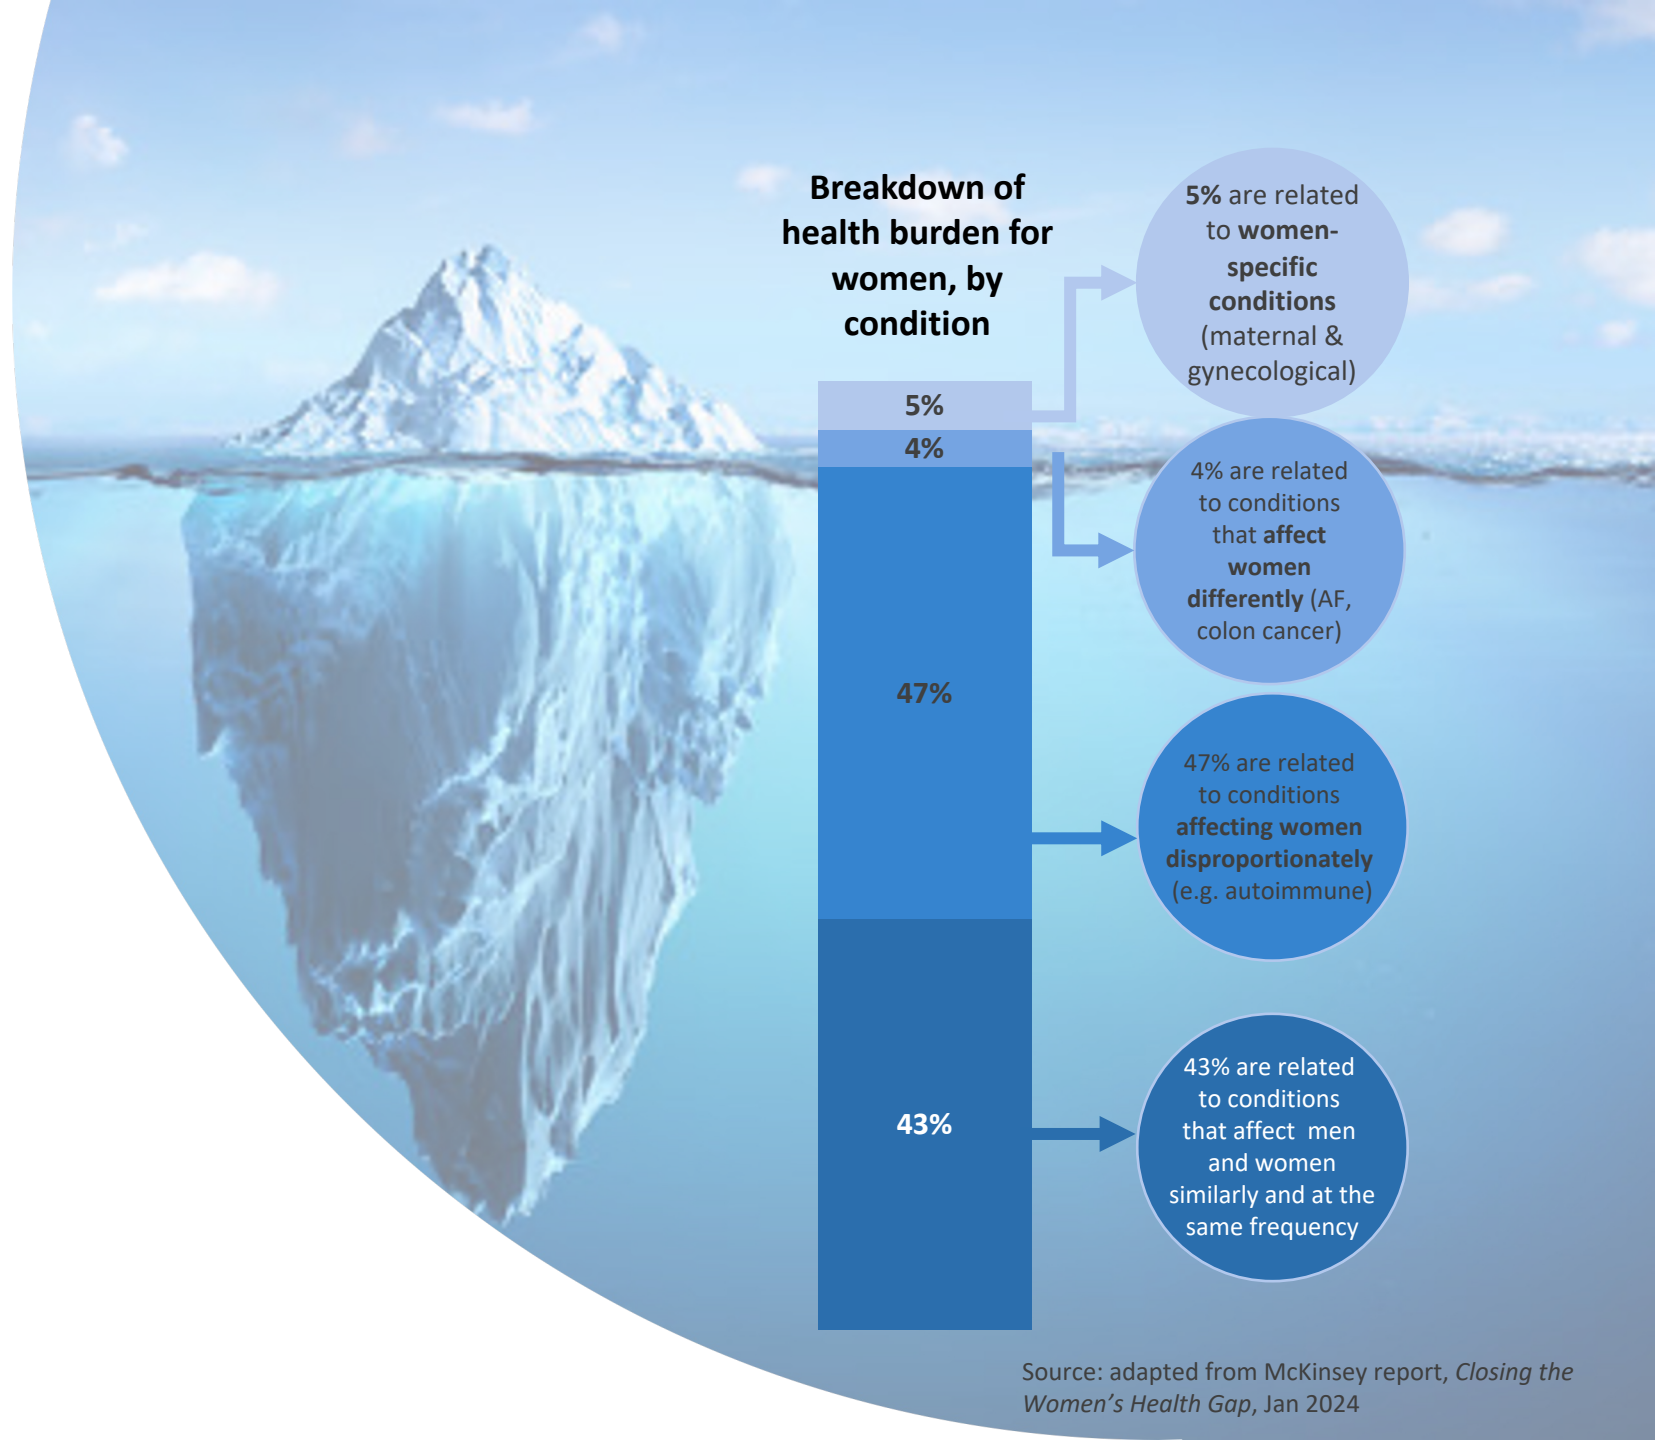 Breakdown of
health burden for
women, by
condition
5%
4%
47%
43%
5% are related
to women-
specific
conditions
(maternal &
gynecological)
4% are related
to conditions
that affect
women
differently (AF,
colon cancer)
47% are related
to conditions
affecting women
disproportionately
(e.g. autoimmune)
43% are related
to conditions
that affect  men
and women
similarly and at the
same frequency
Source: adapted from McKinsey report, Closing the
Women’s Health Gap, Jan 2024